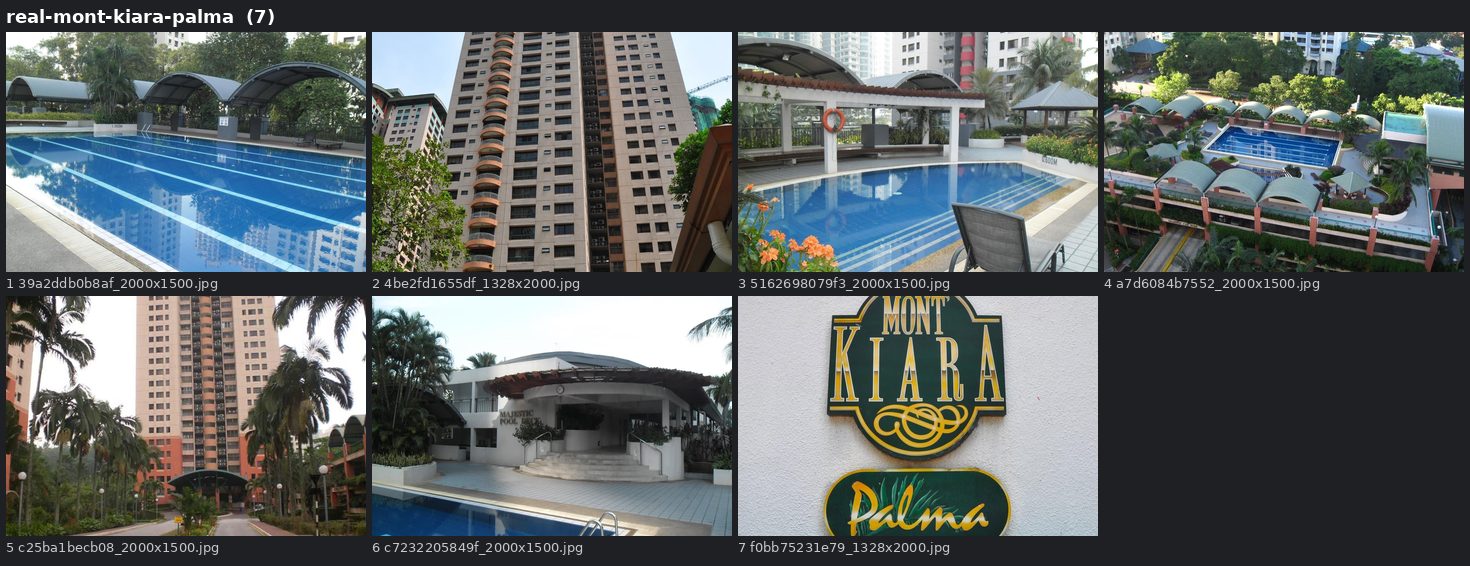 real-mont-kiara-palma (7)
1 39a2ddb0b8af_2000x1500.jpg
2 4be2fd1655df_1328x2000.jpg
3 5162698079f3_2000x1500.jpg
4 a7d6084b7552_2000x1500.jpg
MAJESTIC
POOL DECK
MONT'
KIARA
Palma
5 c25ba1becb08_2000x1500.jpg
6 c7232205849f_2000x1500.jpg
7 f0bb75231e79_1328x2000.jpg